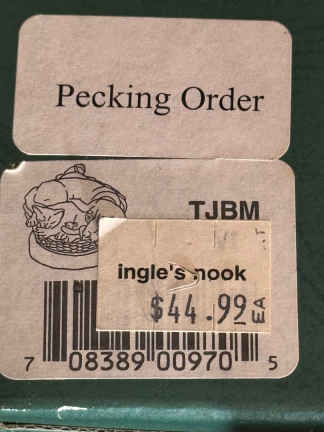 Pecking Order
TJBM
ingle's nook
$44.99 EA
7 08389 00970 5